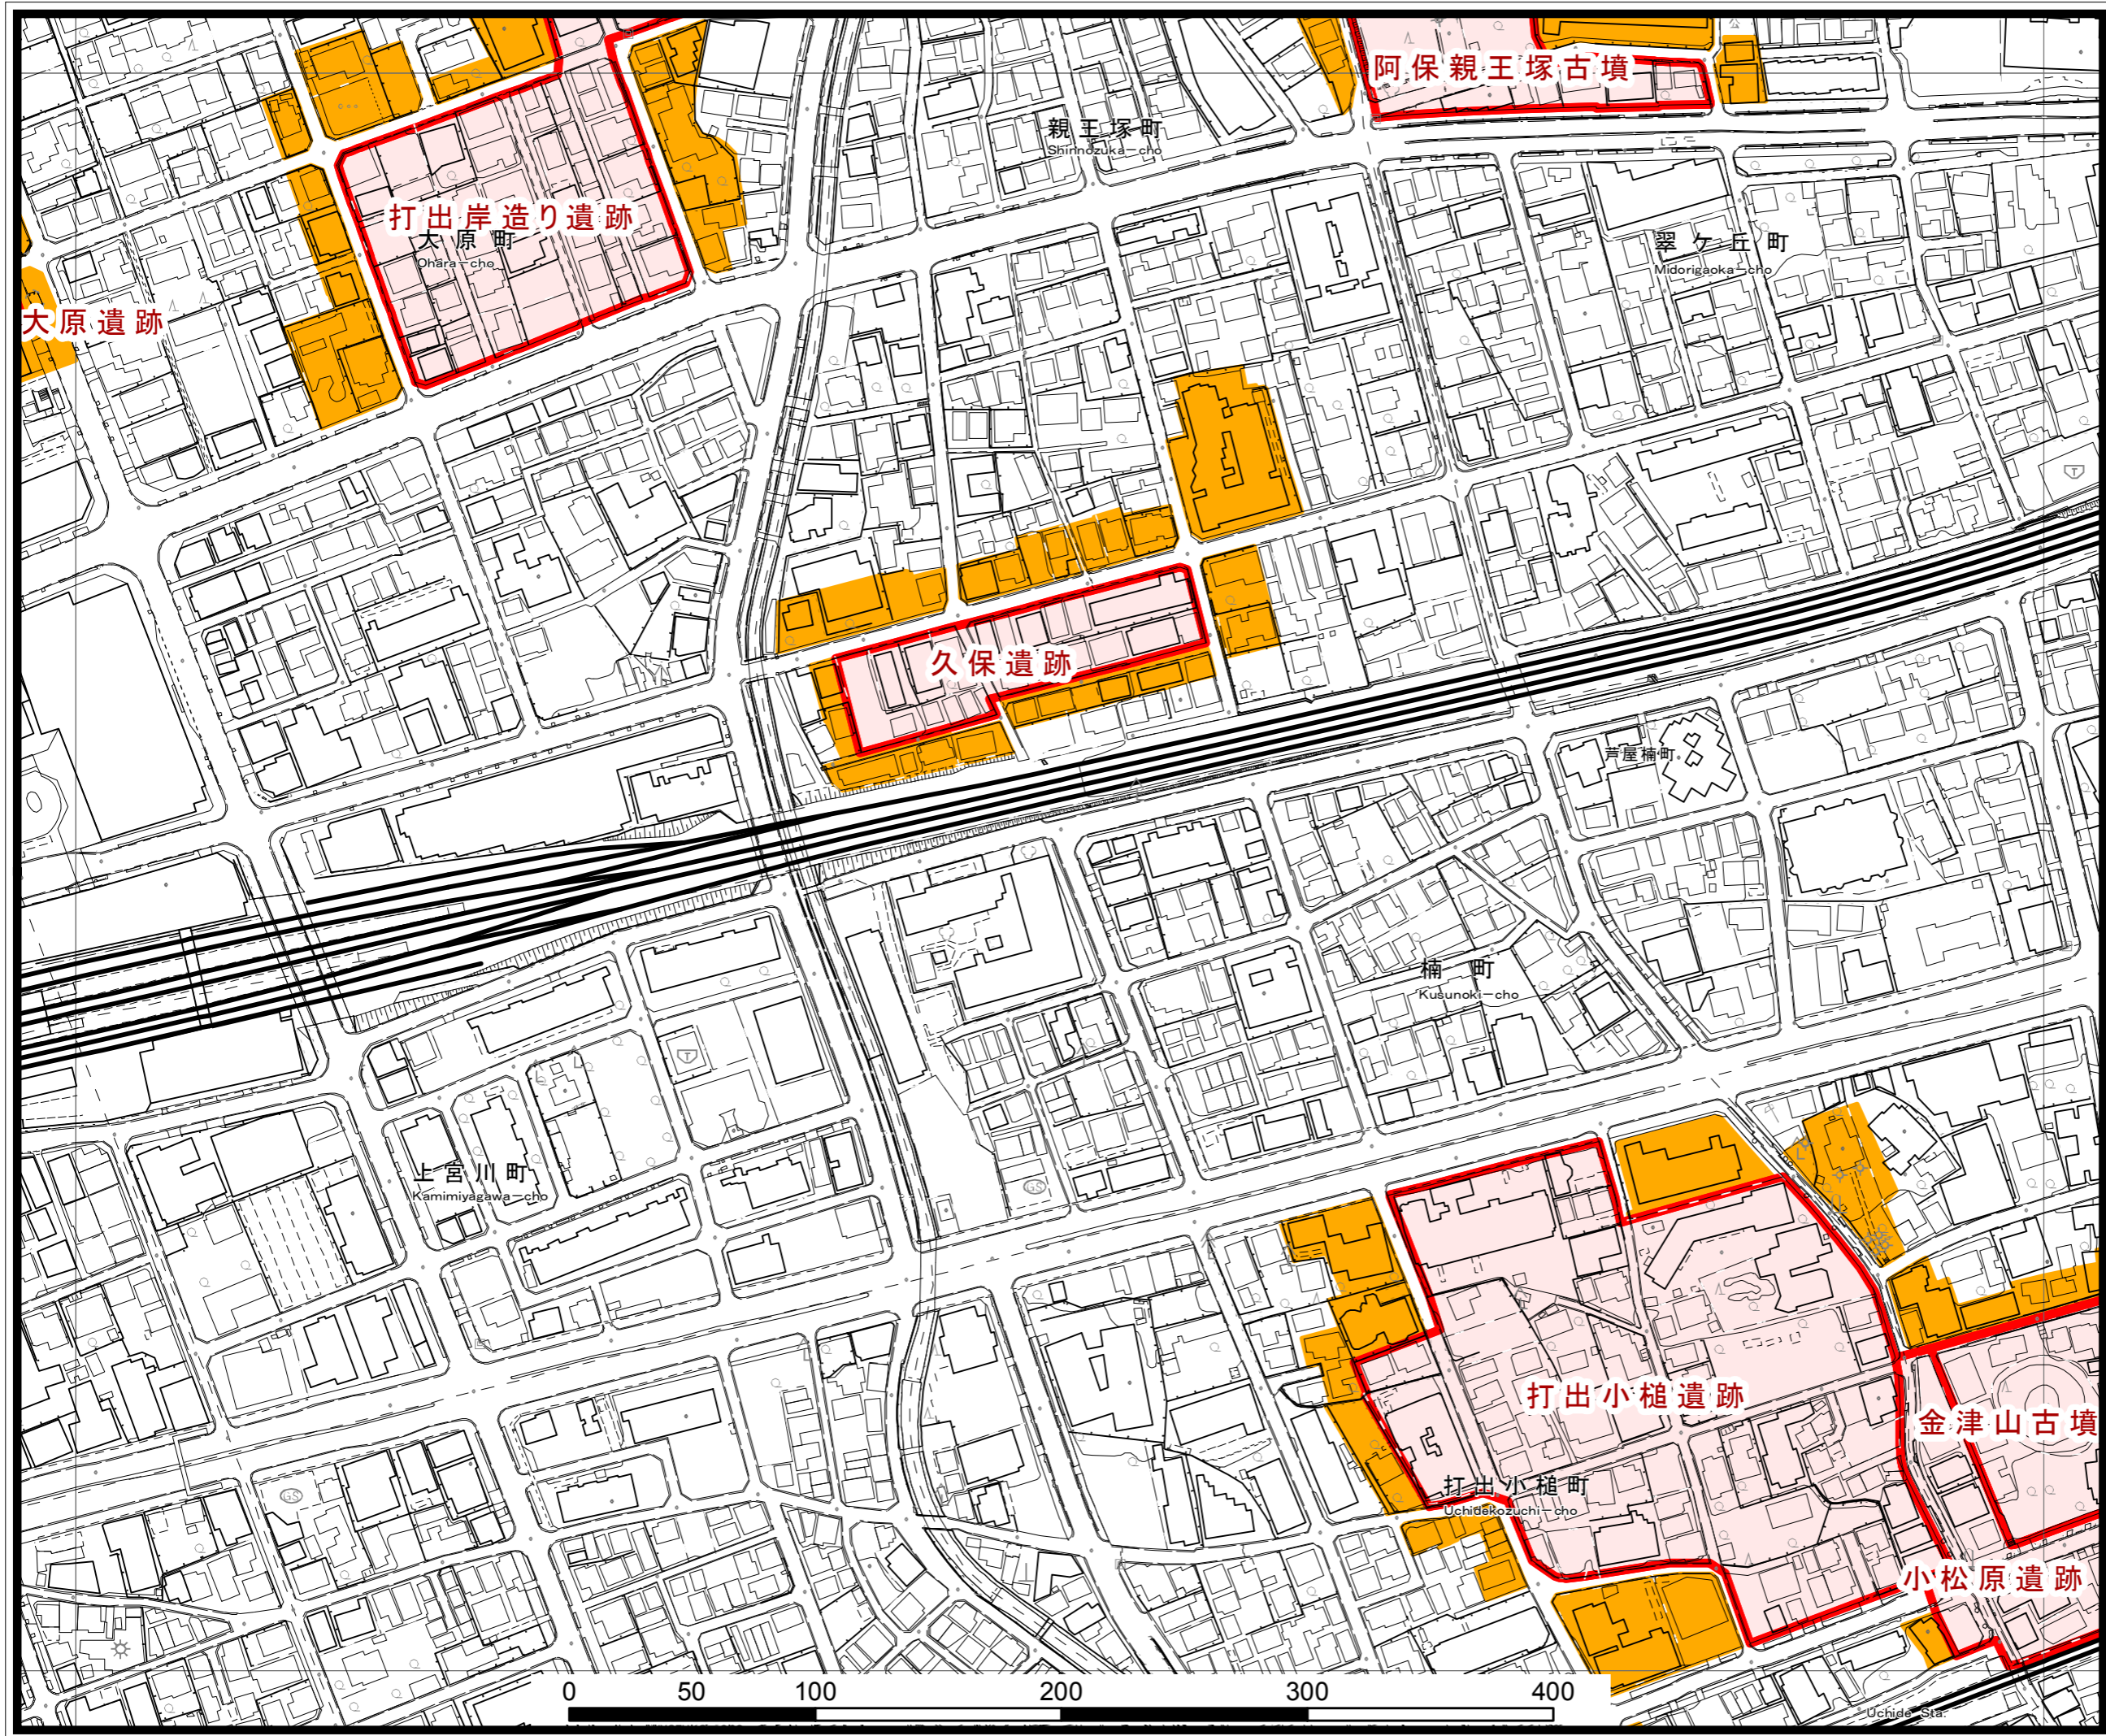 阿保親王塚古墳
親王塚町
Shinnozuka-cho
打出岸造り遺跡
大原町
Ohara-cho
翠ケ丘町
Midorigaoka-cho
大原遺跡
久保遺跡
芦屋楠町
楠町
Kusunoki-cho
上宮川町
Kamimiyagawa-cho
GS
打出小槌遺跡
金津山古墳
打出小槌町
Uchidekozuchi-cho
GS
小松原遺跡
0 50 100 200 300 400
Uchide Sta.